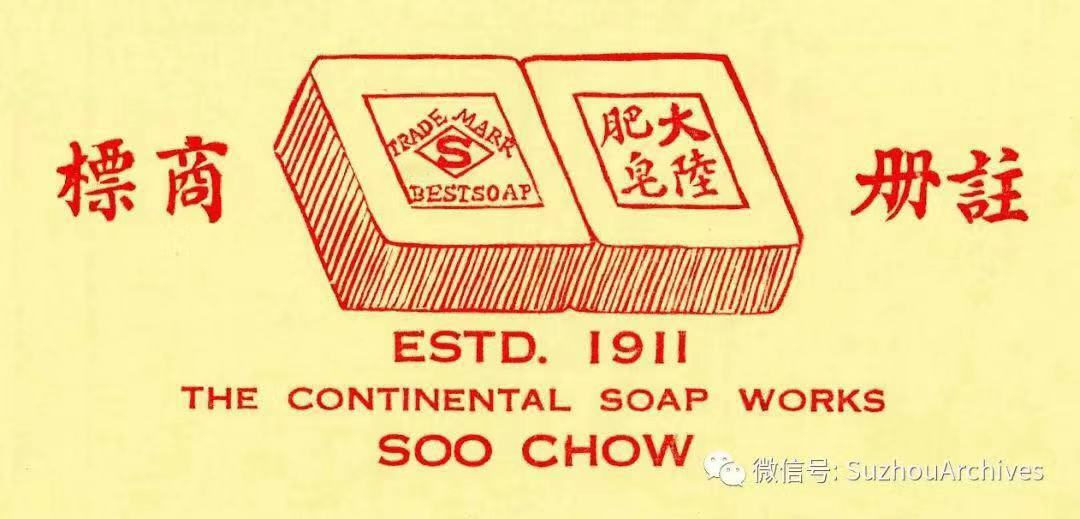 註册
商標
TRADE MARK
S
BESTSOAP
大陸
肥皂
ESTD. 1911
THE CONTINENTAL SOAP WORKS
SOO CHOW
微信号: SuzhouArchives